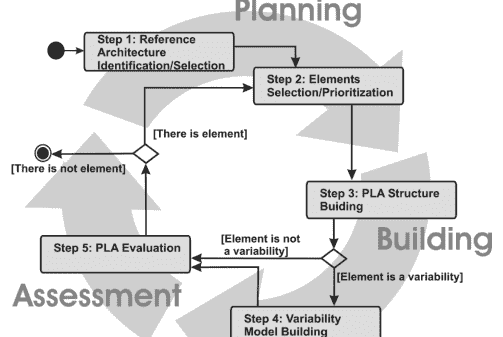 Planning
Step 1: Reference
Architecture
Identification/Selection
Step 2: Elements
Selection/Prioritization
[There is element]
[There is not element]
Step 3: PLA Structure
Buiding
Building
[Element is not
a variability]
Step 5: PLA Evaluation
[Element is a variability]
Assessment
Step 4: Variability
Model Building